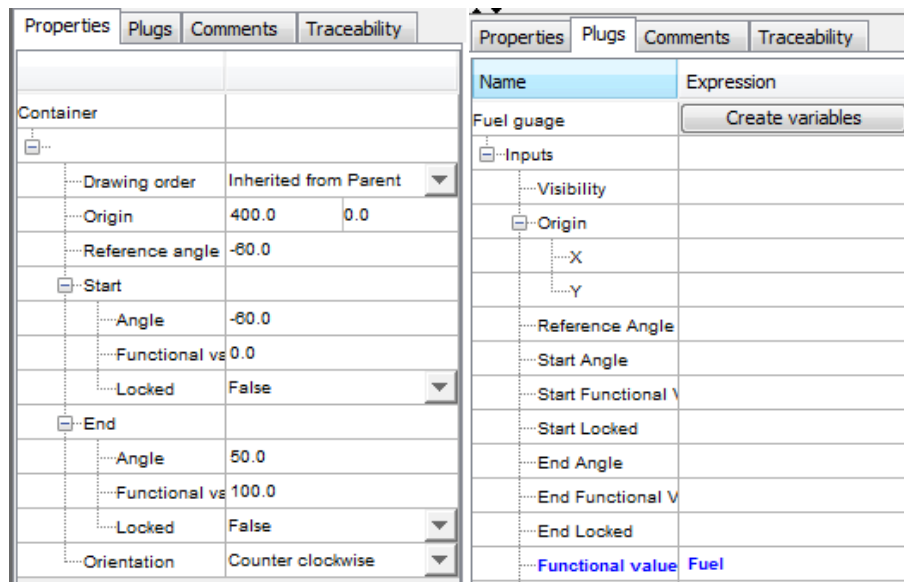 Properties Plugs Comments Traceability
Container
Drawing order Inherited from Parent
Origin 400.0 0.0
Reference angle -60.0
Start
Angle -60.0
Functional va 0.0
Locked False
End
Angle 50.0
Functional va 100.0
Locked False
Orientation Counter clockwise
Properties Plugs Comments Traceability
Name Expression
Fuel guage Create variables
Inputs
Visibility
Origin
X
Y
Reference Angle
Start Angle
Start Functional V
Start Locked
End Angle
End Functional V
End Locked
Functional value Fuel